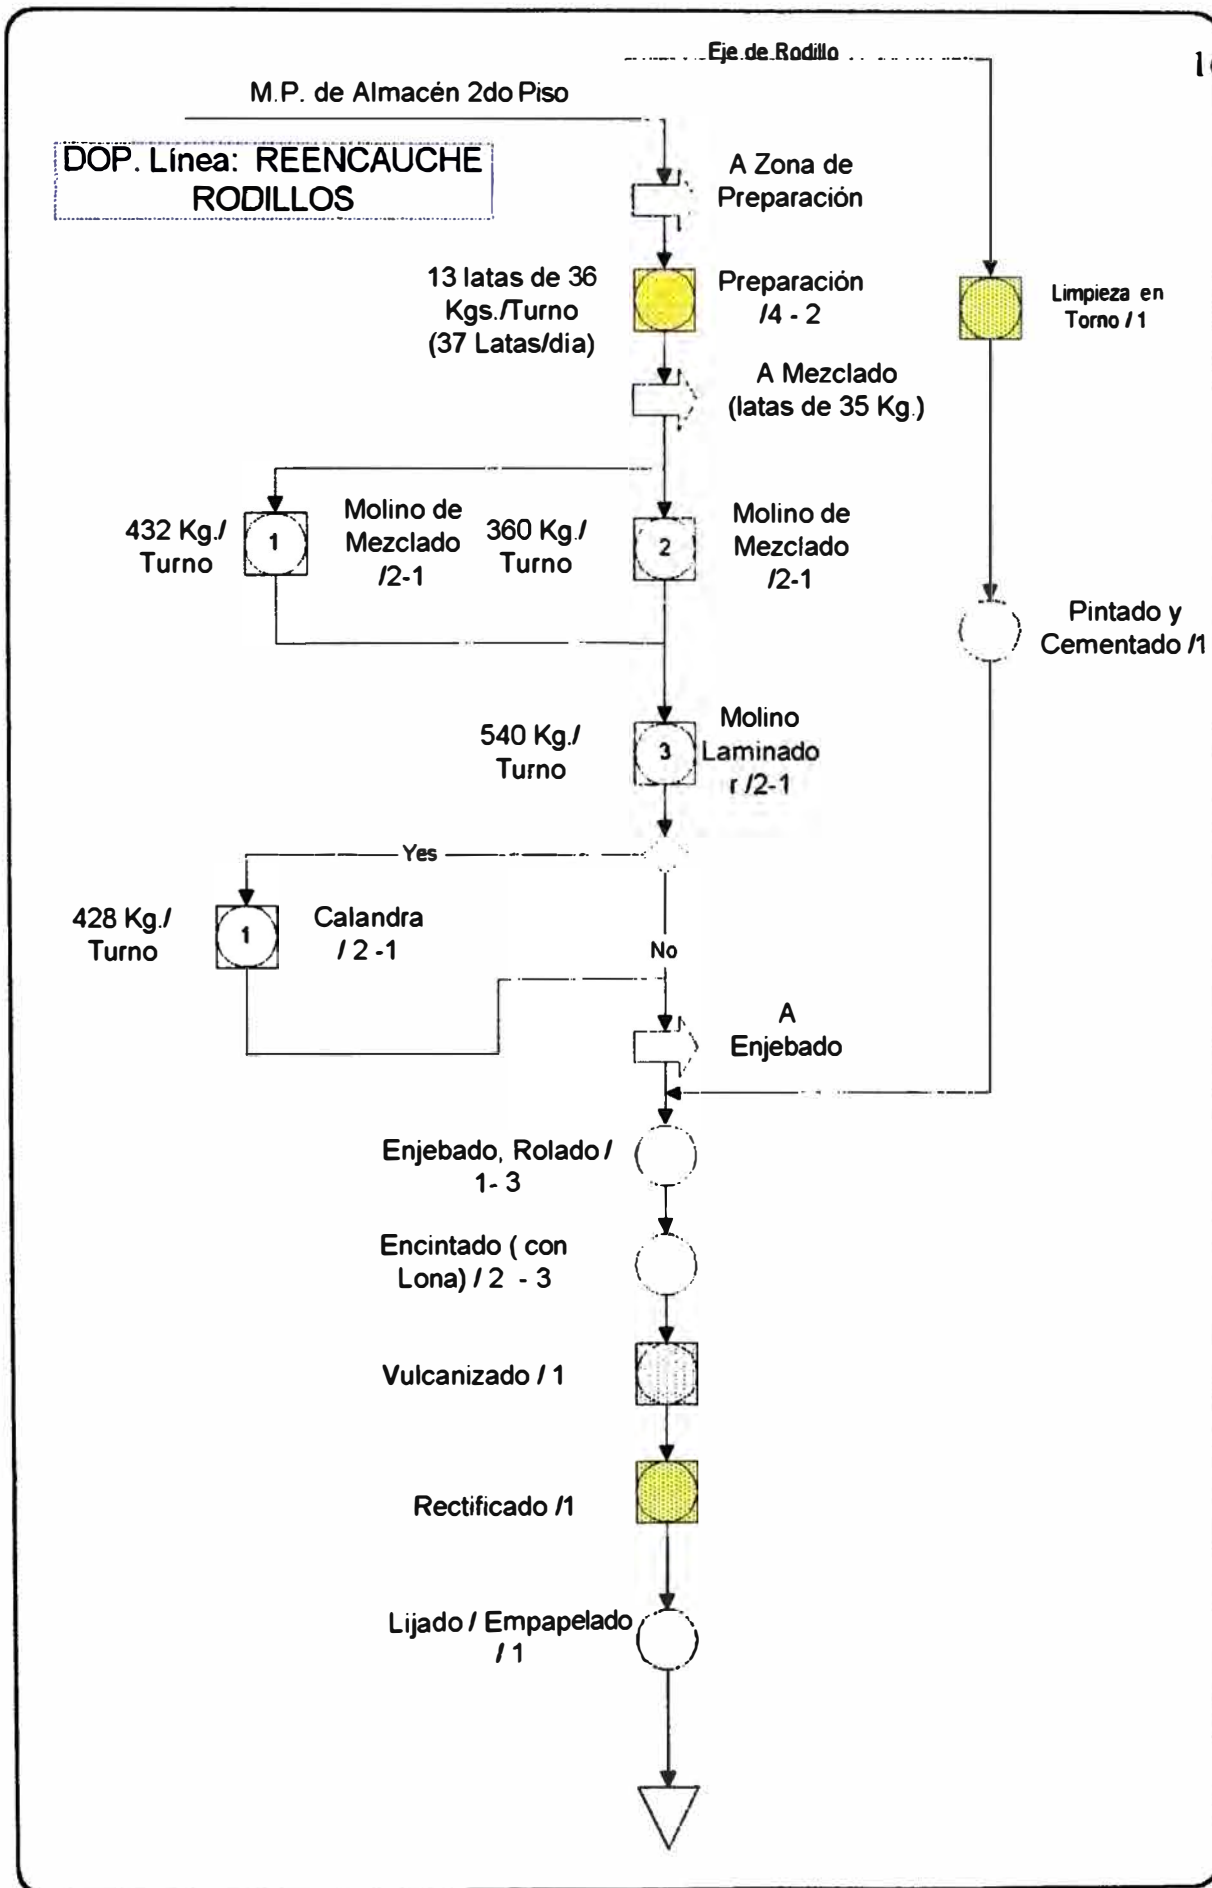 Eje de Rodillo
M.P. de Almacén 2do Piso
DOP. Línea: REENCAUCHE
RODILLOS
A Zona de
Preparación
13 latas de 36
Kgs./Turno
(37 Latas/dia)
Preparación
/4 - 2
Limpieza en
Torno / 1
A Mezclado
(latas de 35 Kg.)
432 Kg./
Turno
1
Molino de
Mezclado
/2-1
360 Kg./
Turno
2
Molino de
Mezclado
/2-1
Pintado y
Cementado /1
540 Kg./
Turno
3
Molino
Laminado
r /2-1
Yes
428 Kg./
Turno
1
Calandra
/ 2 -1
No
A
Enjebado
Enjebado, Rolado /
1- 3
Encintado ( con
Lona) / 2 - 3
Vulcanizado / 1
Rectificado /1
Lijado / Empapelado
/ 1